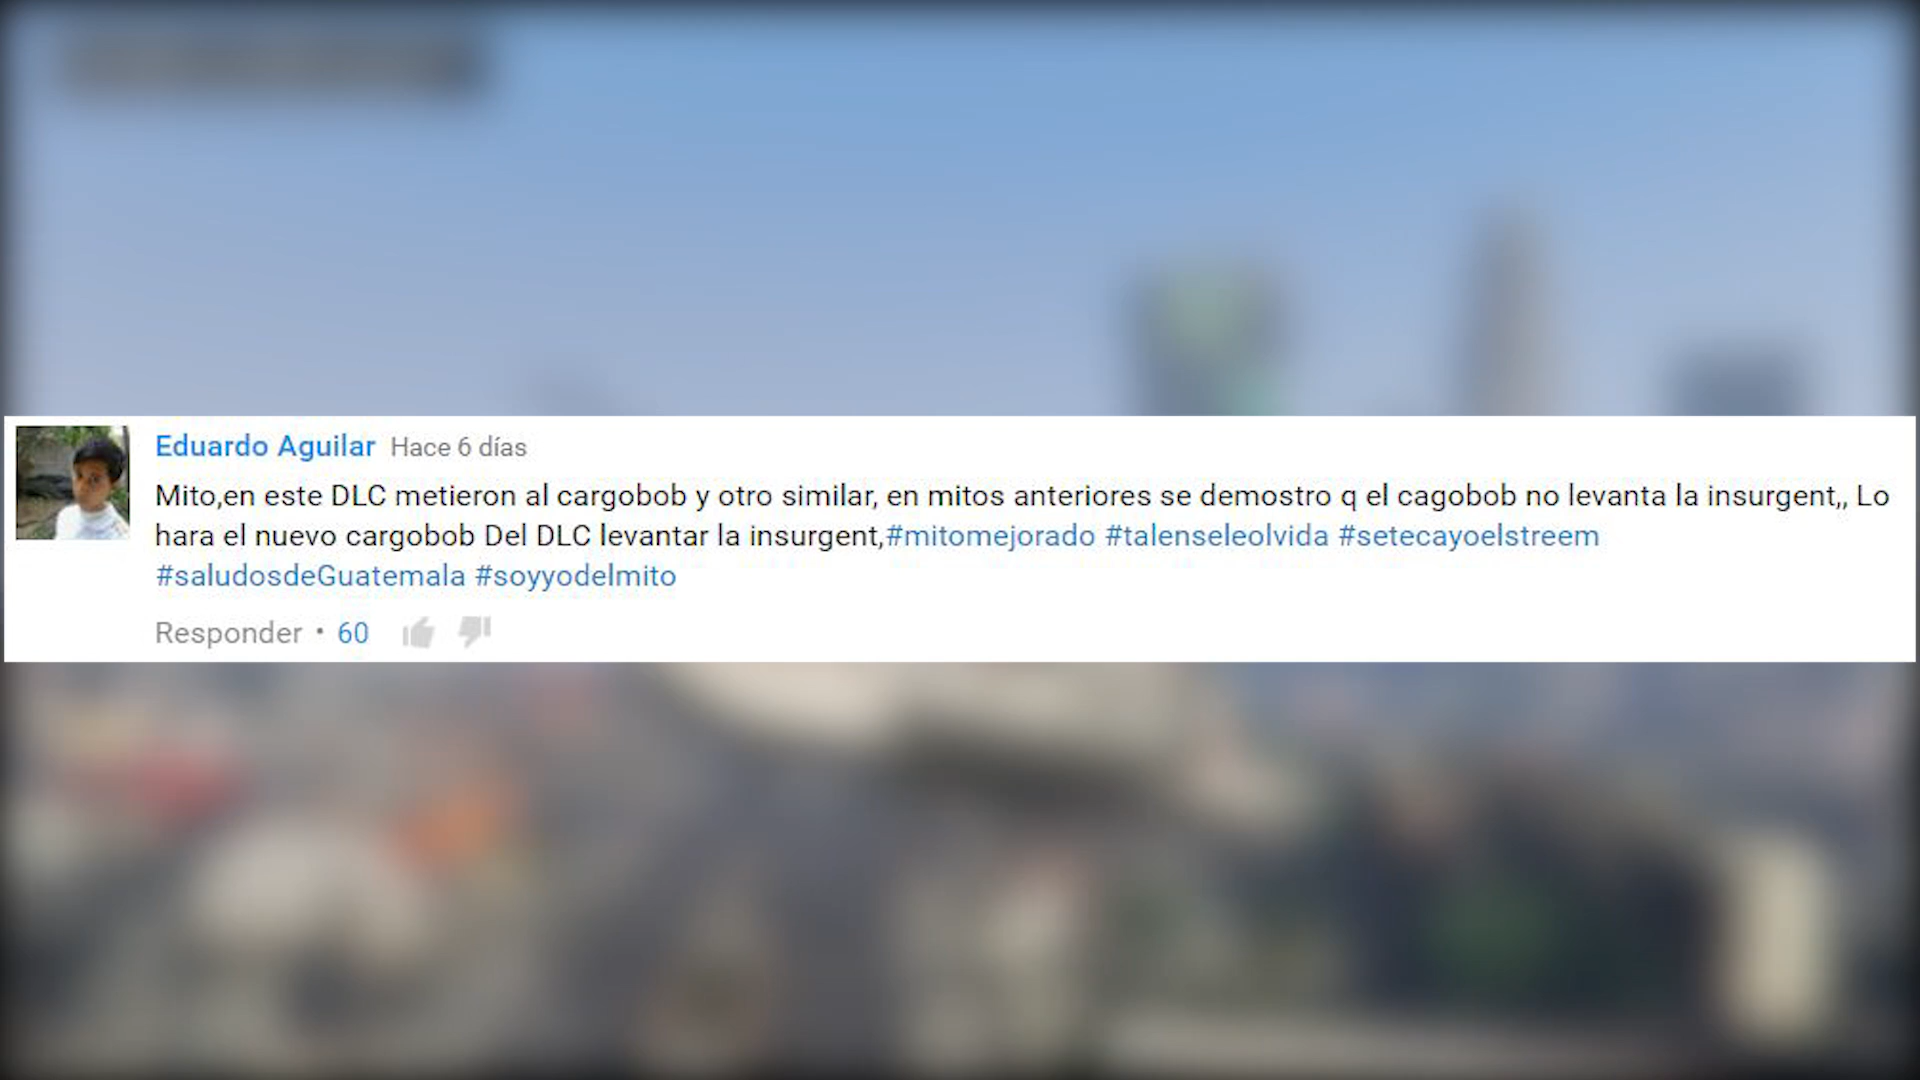 Eduardo Aguilar Hace 6 días
Mito,en este DLC metieron al cargobob y otro similar, en mitos anteriores se demostro q el cagobob no levanta la insurgent,, Lo
hara el nuevo cargobob Del DLC levantar la insurgent,#mitomejorado #talenseleolvida #setecayoelstreem
#saludosdeGuatemala #soyyodelmito
Responder • 60